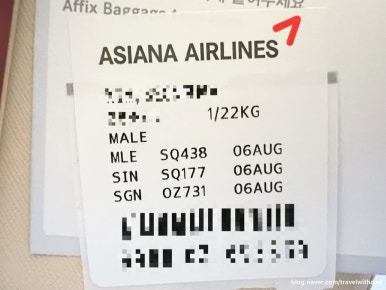 Affix Baggage
ASIANA AIRLINES
1/22KG
MALE
MLE SQ438 06AUG
SIN SQ177 06AUG
SGN OZ731 06AUG
blog.naver.com/travelwith